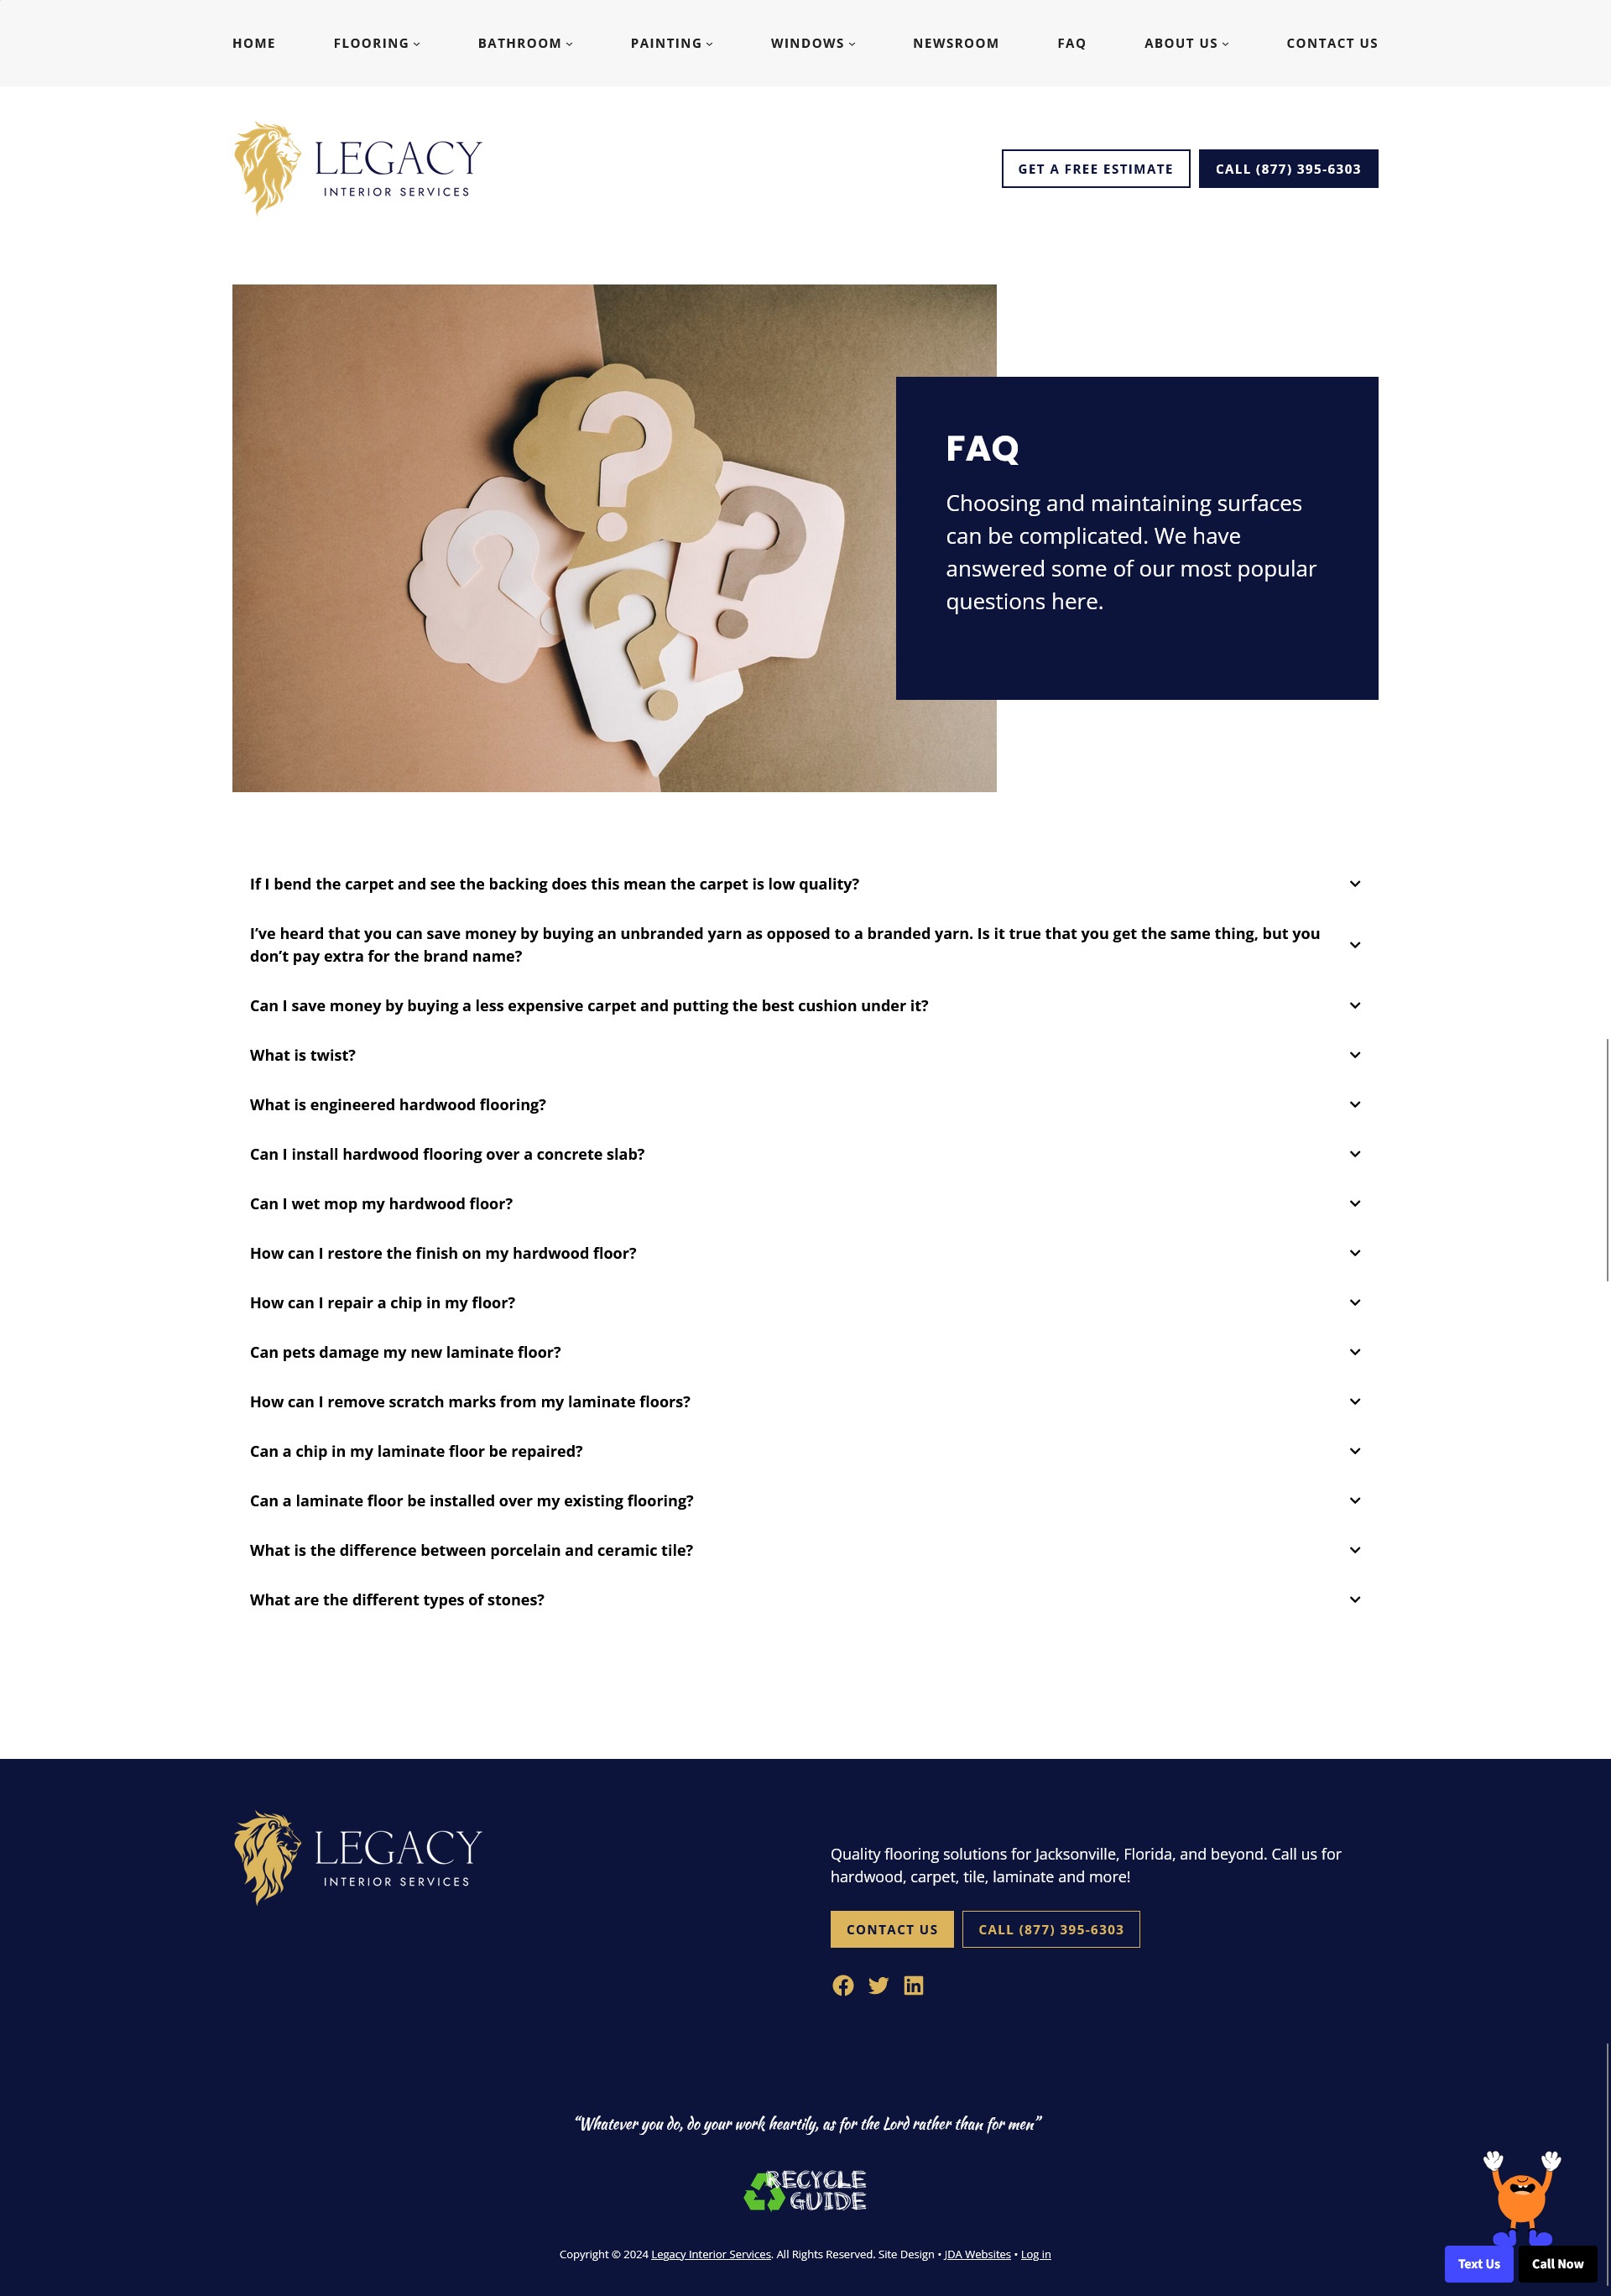 HOME FLOORING BATHROOM PAINTING WINDOWS NEWSROOM FAQ ABOUT US CONTACT US
LEGACY
INTERIOR SERVICES
GET A FREE ESTIMATE CALL (877) 395-6303
FAQ
Choosing and maintaining surfaces
can be complicated. We have
answered some of our most popular
questions here.
If I bend the carpet and see the backing does this mean the carpet is low quality?
I’ve heard that you can save money by buying an unbranded yarn as opposed to a branded yarn. Is it true that you get the same thing, but you
don’t pay extra for the brand name?
Can I save money by buying a less expensive carpet and putting the best cushion under it?
What is twist?
What is engineered hardwood flooring?
Can I install hardwood flooring over a concrete slab?
Can I wet mop my hardwood floor?
How can I restore the finish on my hardwood floor?
How can I repair a chip in my floor?
Can pets damage my new laminate floor?
How can I remove scratch marks from my laminate floors?
Can a chip in my laminate floor be repaired?
Can a laminate floor be installed over my existing flooring?
What is the difference between porcelain and ceramic tile?
What are the different types of stones?
LEGACY
INTERIOR SERVICES
Quality flooring solutions for Jacksonville, Florida, and beyond. Call us for
hardwood, carpet, tile, laminate and more!
CONTACT US CALL (877) 395-6303
“Whatever you do, do your work heartily, as for the Lord rather than for men”
RECYCLE
GUIDE
Copyright © 2024 Legacy Interior Services. All Rights Reserved. Site Design • JDA Websites • Log in
Text Us Call Now